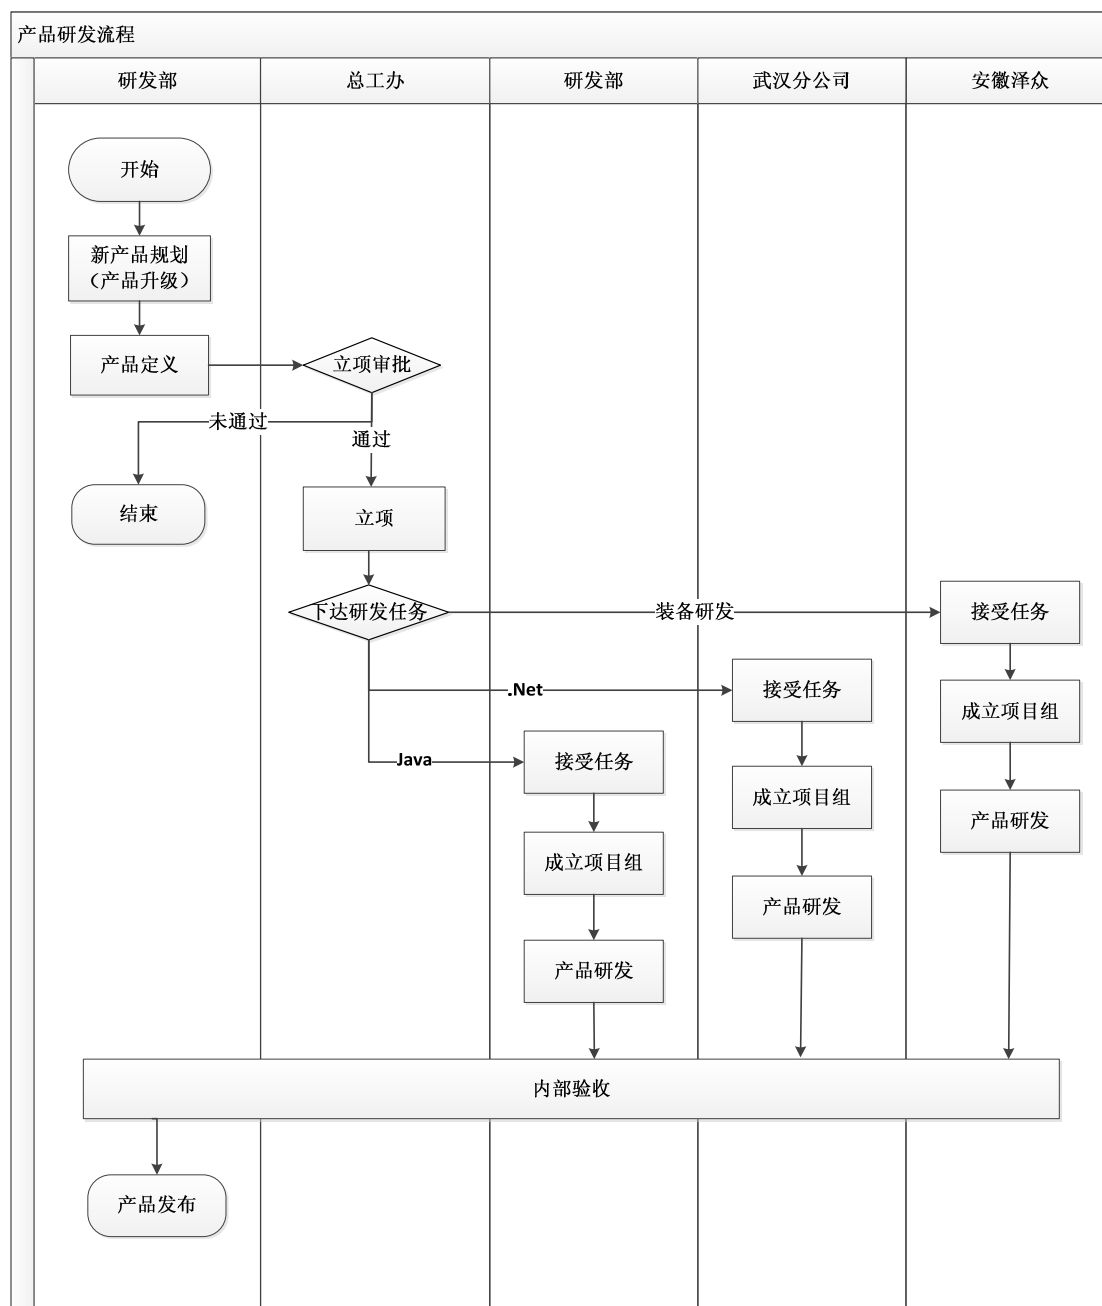 产品研发流程
研发部
总工办
研发部
武汉分公司
安徽泽众
开始
新产品规划
（产品升级）
产品定义
立项审批
未通过
通过
结束
立项
下达研发任务
装备研发
接受任务
.Net
接受任务
成立项目组
Java
接受任务
成立项目组
产品研发
成立项目组
产品研发
产品研发
内部验收
产品发布